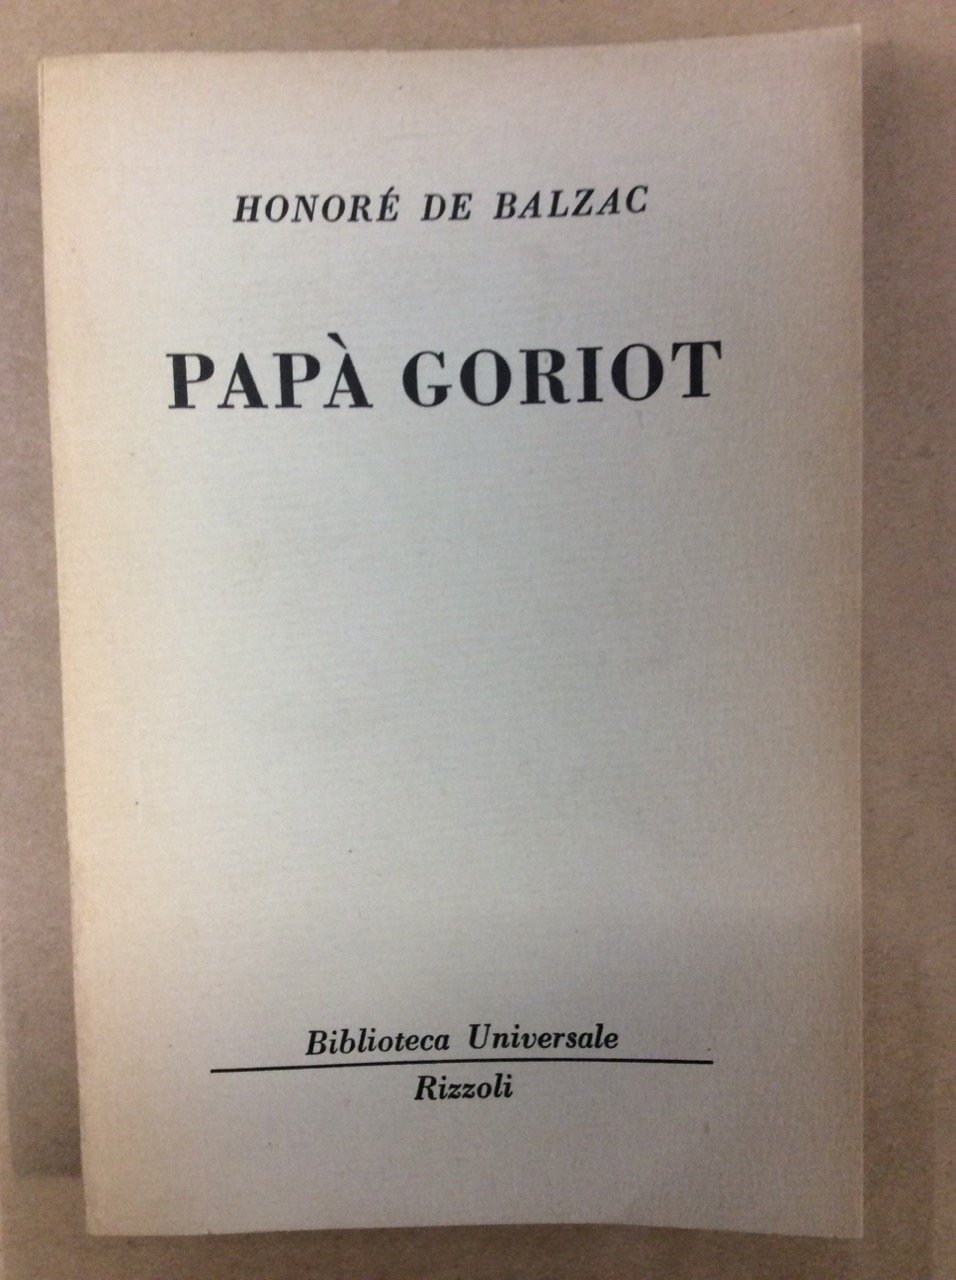 HONORÉ DE BALZAC
PAPÀ GORIOT
Biblioteca Universale
Rizzoli